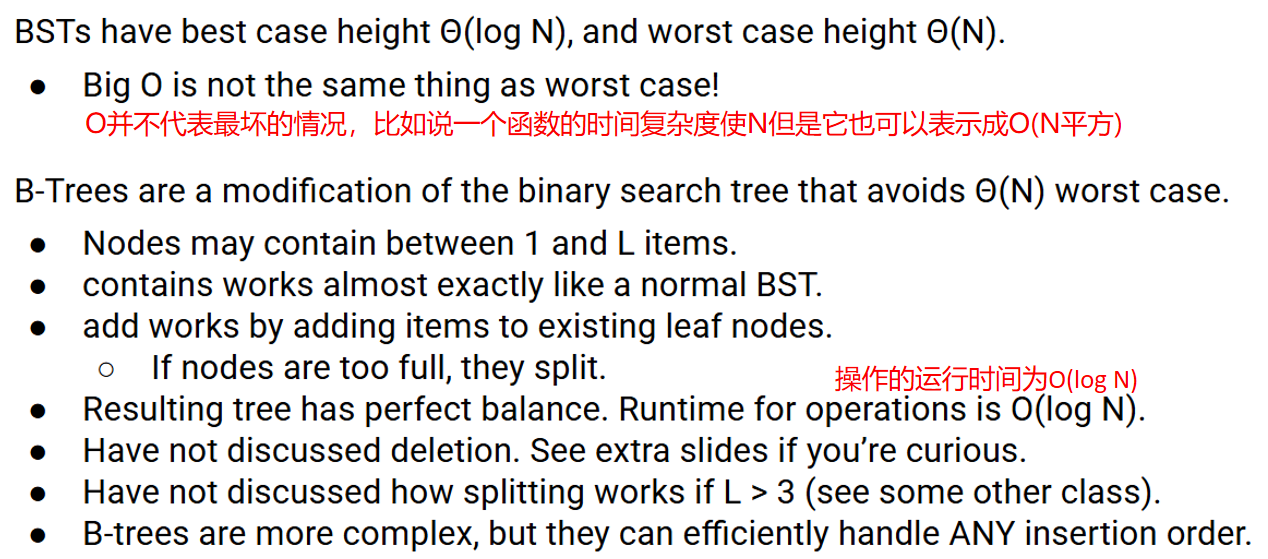 BSTs have best case height Θ(log N), and worst case height Θ(N).
● Big O is not the same thing as worst case!
O并不代表最坏的情况，比如说一个函数的时间复杂度使N但是它也可以表示成O(N平方)
B-Trees are a modification of the binary search tree that avoids Θ(N) worst case.
● Nodes may contain between 1 and L items.
● contains works almost exactly like a normal BST.
● add works by adding items to existing leaf nodes.
○ If nodes are too full, they split.
操作的运行时间为O(log N)
● Resulting tree has perfect balance. Runtime for operations is O(log N).
● Have not discussed deletion. See extra slides if you’re curious.
● Have not discussed how splitting works if L > 3 (see some other class).
● B-trees are more complex, but they can efficiently handle ANY insertion order.